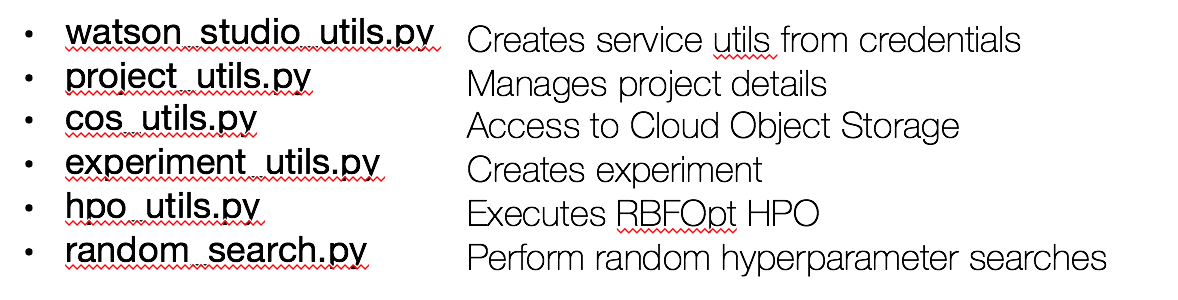 • watson_studio_utils.py Creates service utils from credentials
• project_utils.py Manages project details
• cos_utils.py Access to Cloud Object Storage
• experiment_utils.py Creates experiment
• hpo_utils.py Executes RBFOpt HPO
• random_search.py Perform random hyperparameter searches